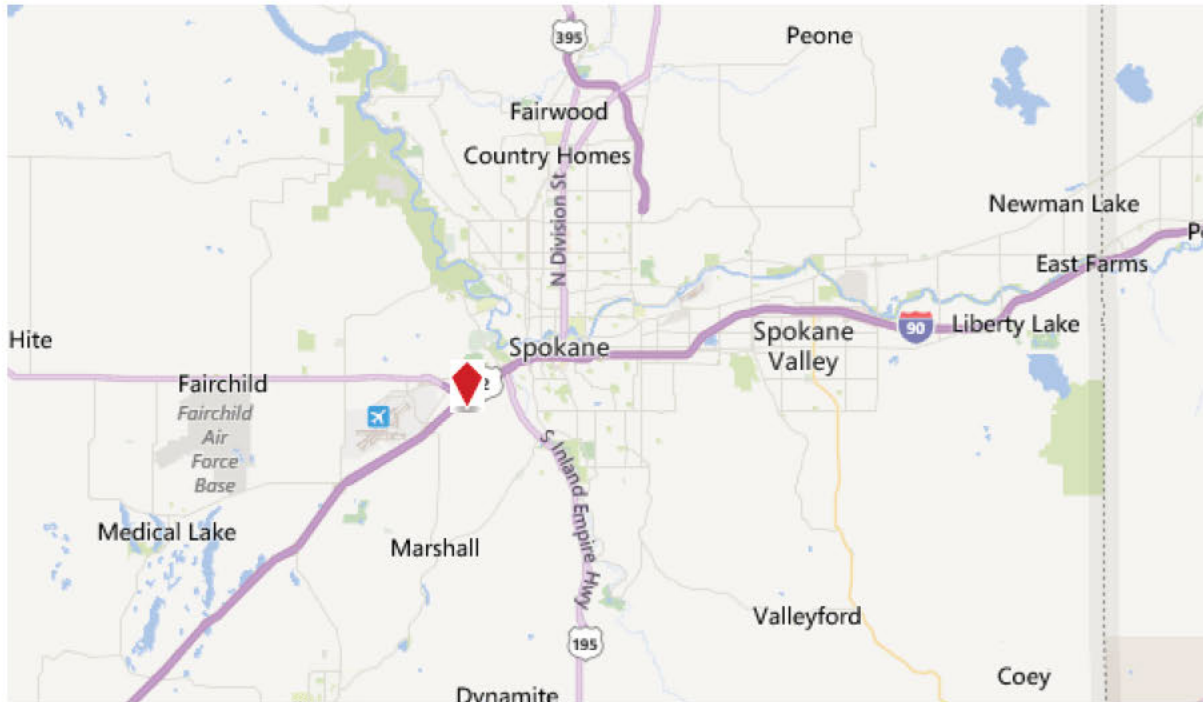 395
Peone
Fairwood
Country Homes
N Division St
Newman Lake
East Farms
90
Liberty Lake
Spokane
Spokane
Valley
Hite
Fairchild
Fairchild
Air
Force
Base
S Inland Empire Hwy
Medical Lake
Marshall
Valleyford
195
Coey
Dynamite